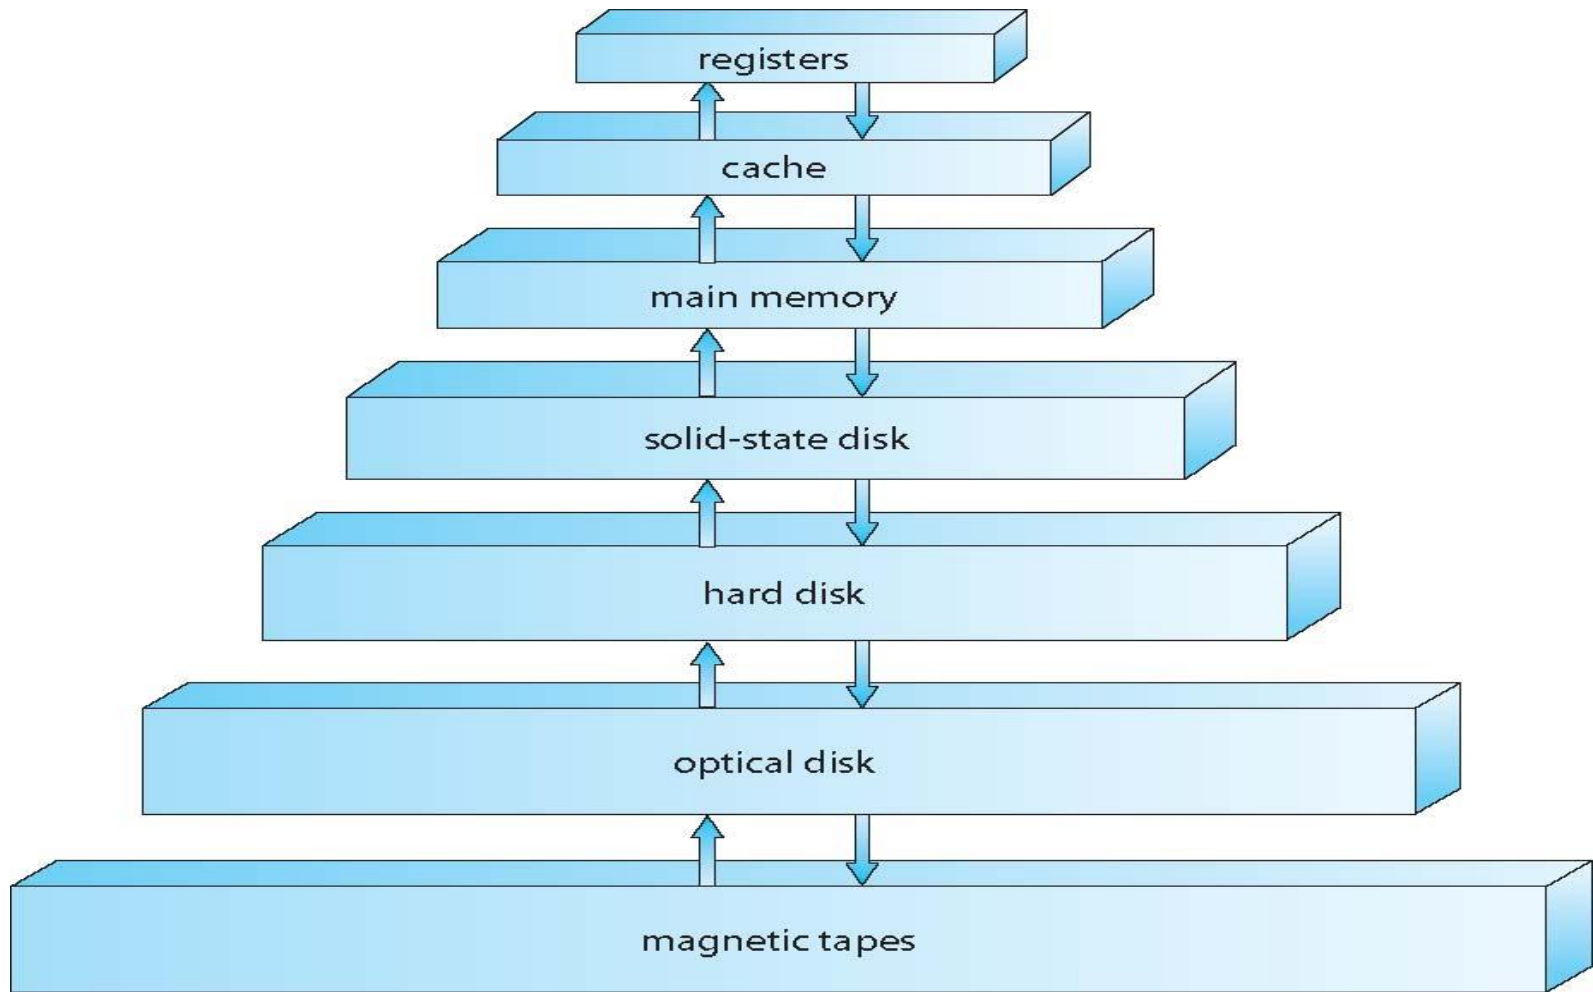 registers
cache
main memory
solid-state disk
hard disk
optical disk
magnetic tapes